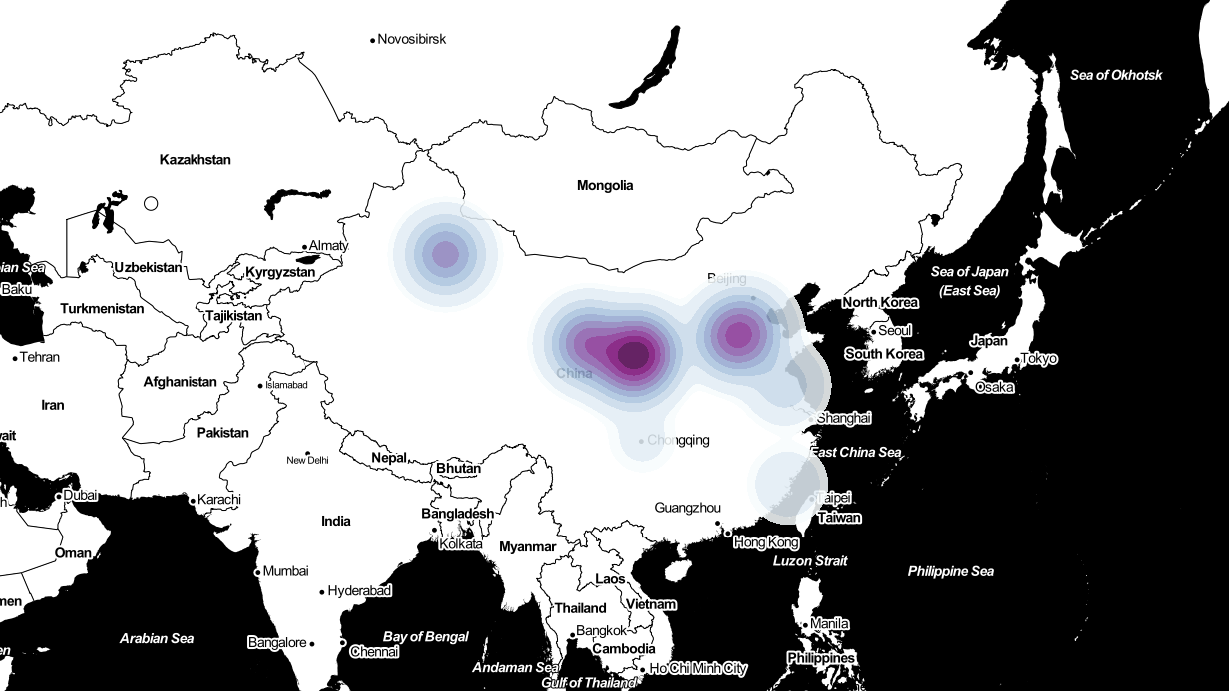 Novosibirsk
Sea of Okhotsk
Kazakhstan
Mongolia
Almaty
Uzbekistan
Kyrgyzstan
ian Sea
Baku
Beijing
Sea of Japan
(East Sea)
Turkmenistan
Tajikistan
North Korea
Seoul
Japan
South Korea
Tokyo
Tehran
China
Afghanistan
Islamabad
Osaka
Iran
Shanghai
Pakistan
wait
Chongqing
East China Sea
Nepal
New Delhi
Bhutan
Dubai
Karachi
Taipei
Guangzhou
Bangladesh
Taiwan
India
Kolkata
Myanmar
Hong Kong
Oman
Luzon Strait
Mumbai
Philippine Sea
Laos
Hyderabad
men
Vietnam
Thailand
Manila
Arabian Sea
Bay of Bengal
Bangkok
Bangalore
Chennai
Cambodia
Philippines
Andaman Sea
Ho Chi Minh City
Gulf of Thailand